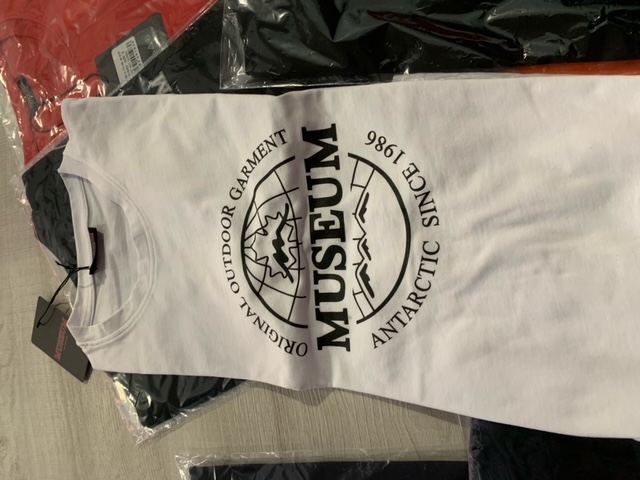 ORIGINAL OUTDOOR GARMENT
MUSEUM
ANTARCTIC SINCE 1986